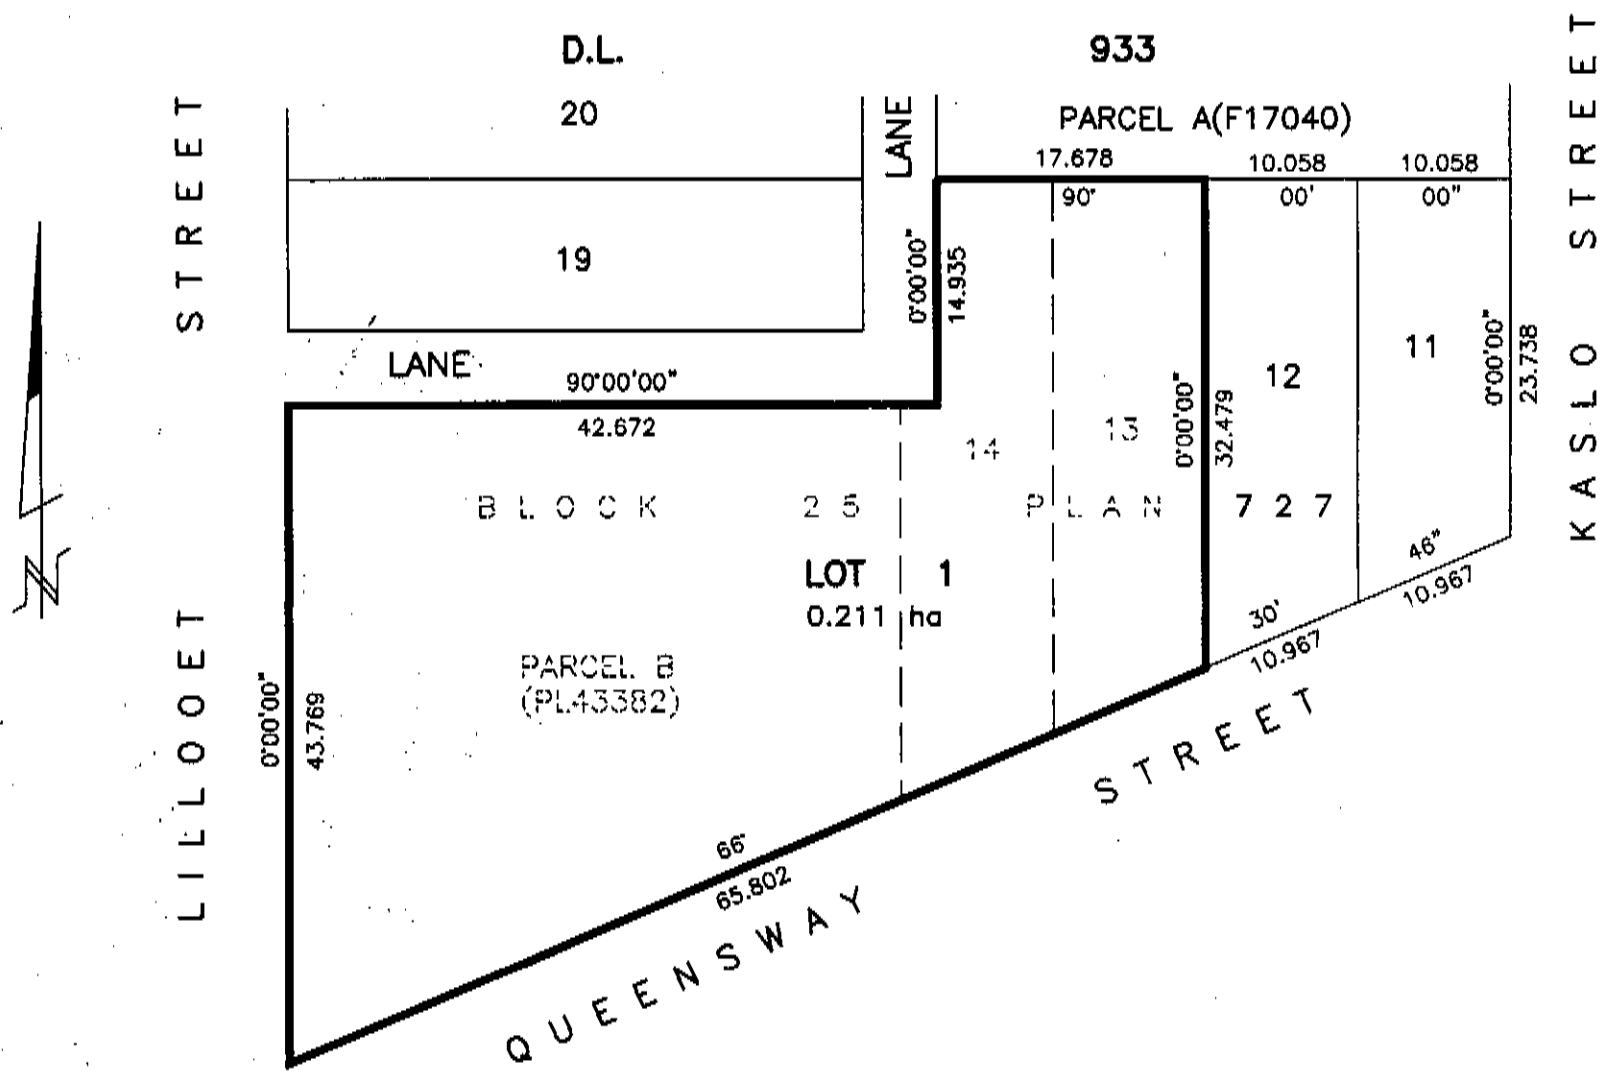 D.L. 933
20
LANE
PARCEL A(F17040)
17.678
10.058
10.058
90°
00'
00"
19
0°00'00"
14.935
LANE
90°00'00"
42.672
14
13
0°00'00"
32.479
12
11
0°00'00"
23.738
BLOCK 25 PLAN 727
LOT 1
0.211 ha
PARCEL B
(PL43382)
0°00'00"
43.769
66°
65.802
30'
10.967
46"
10.967
LILLOOET STREET
QUEENSWAY STREET
KASLO STREET
N